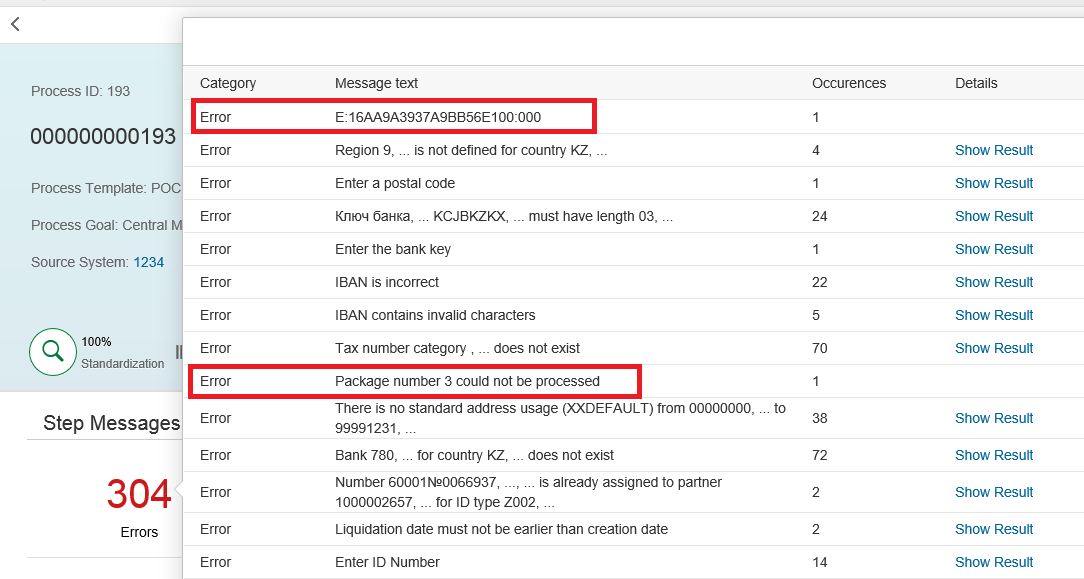 Process ID: 193
000000000193
Process Template: POC
Process Goal: Central M
Source System: 1234
100%
Standardization
Step Messages
304
Errors
Category Message text Occurences Details
Error E:16AA9A3937A9BB56E100:000 1
Error Region 9, ... is not defined for country KZ, ... 4 Show Result
Error Enter a postal code 1 Show Result
Error Ключ банка, ... KCJBKZKX, ... must have length 03, ... 24 Show Result
Error Enter the bank key 1 Show Result
Error IBAN is incorrect 22 Show Result
Error IBAN contains invalid characters 5 Show Result
Error Tax number category , ... does not exist 70 Show Result
Error Package number 3 could not be processed 1
Error There is no standard address usage (XXDEFAULT) from 00000000, ... to
99991231, ... 38 Show Result
Error Bank 780, ... for country KZ, ... does not exist 72 Show Result
Error Number 60001№0066937, ..., ... is already assigned to partner
1000002657, ... for ID type Z002, ... 2 Show Result
Error Liquidation date must not be earlier than creation date 2 Show Result
Error Enter ID Number 14 Show Result